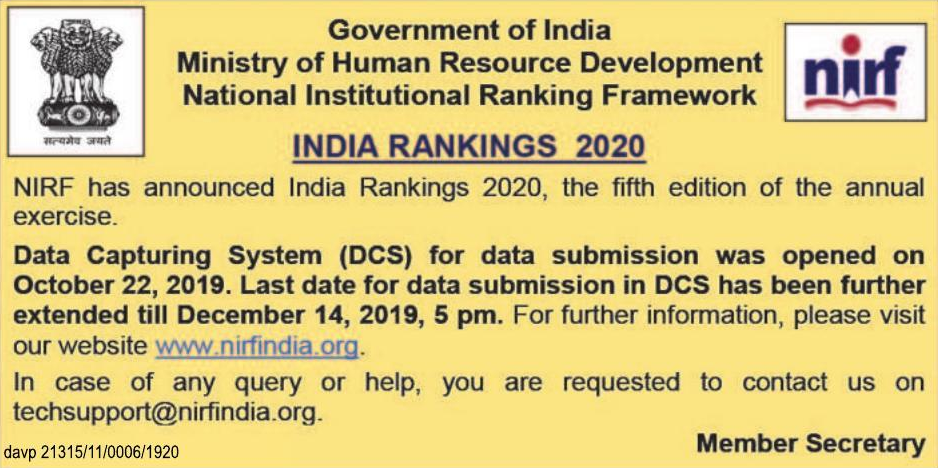 Government of India
Ministry of Human Resource Development
National Institutional Ranking Framework
सत्यमेव जयते
nirf
INDIA RANKINGS 2020
NIRF has announced India Rankings 2020, the fifth edition of the annual
exercise.
Data Capturing System (DCS) for data submission was opened on
October 22, 2019. Last date for data submission in DCS has been further
extended till December 14, 2019, 5 pm. For further information, please visit
our website www.nirfindia.org.
In case of any query or help, you are requested to contact us on
techsupport@nirfindia.org.
davp 21315/11/0006/1920
Member Secretary